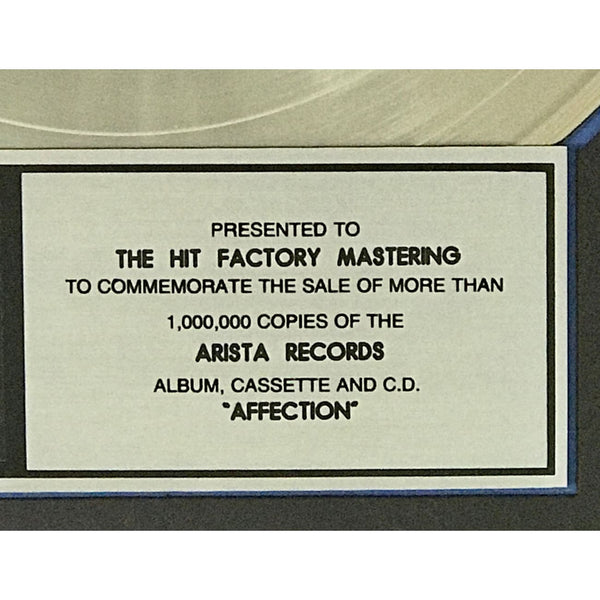 PRESENTED TO
THE HIT FACTORY MASTERING
TO COMMEMORATE THE SALE OF MORE THAN
1,000,000 COPIES OF THE
ARISTA RECORDS
ALBUM, CASSETTE AND C.D.
"AFFECTION"